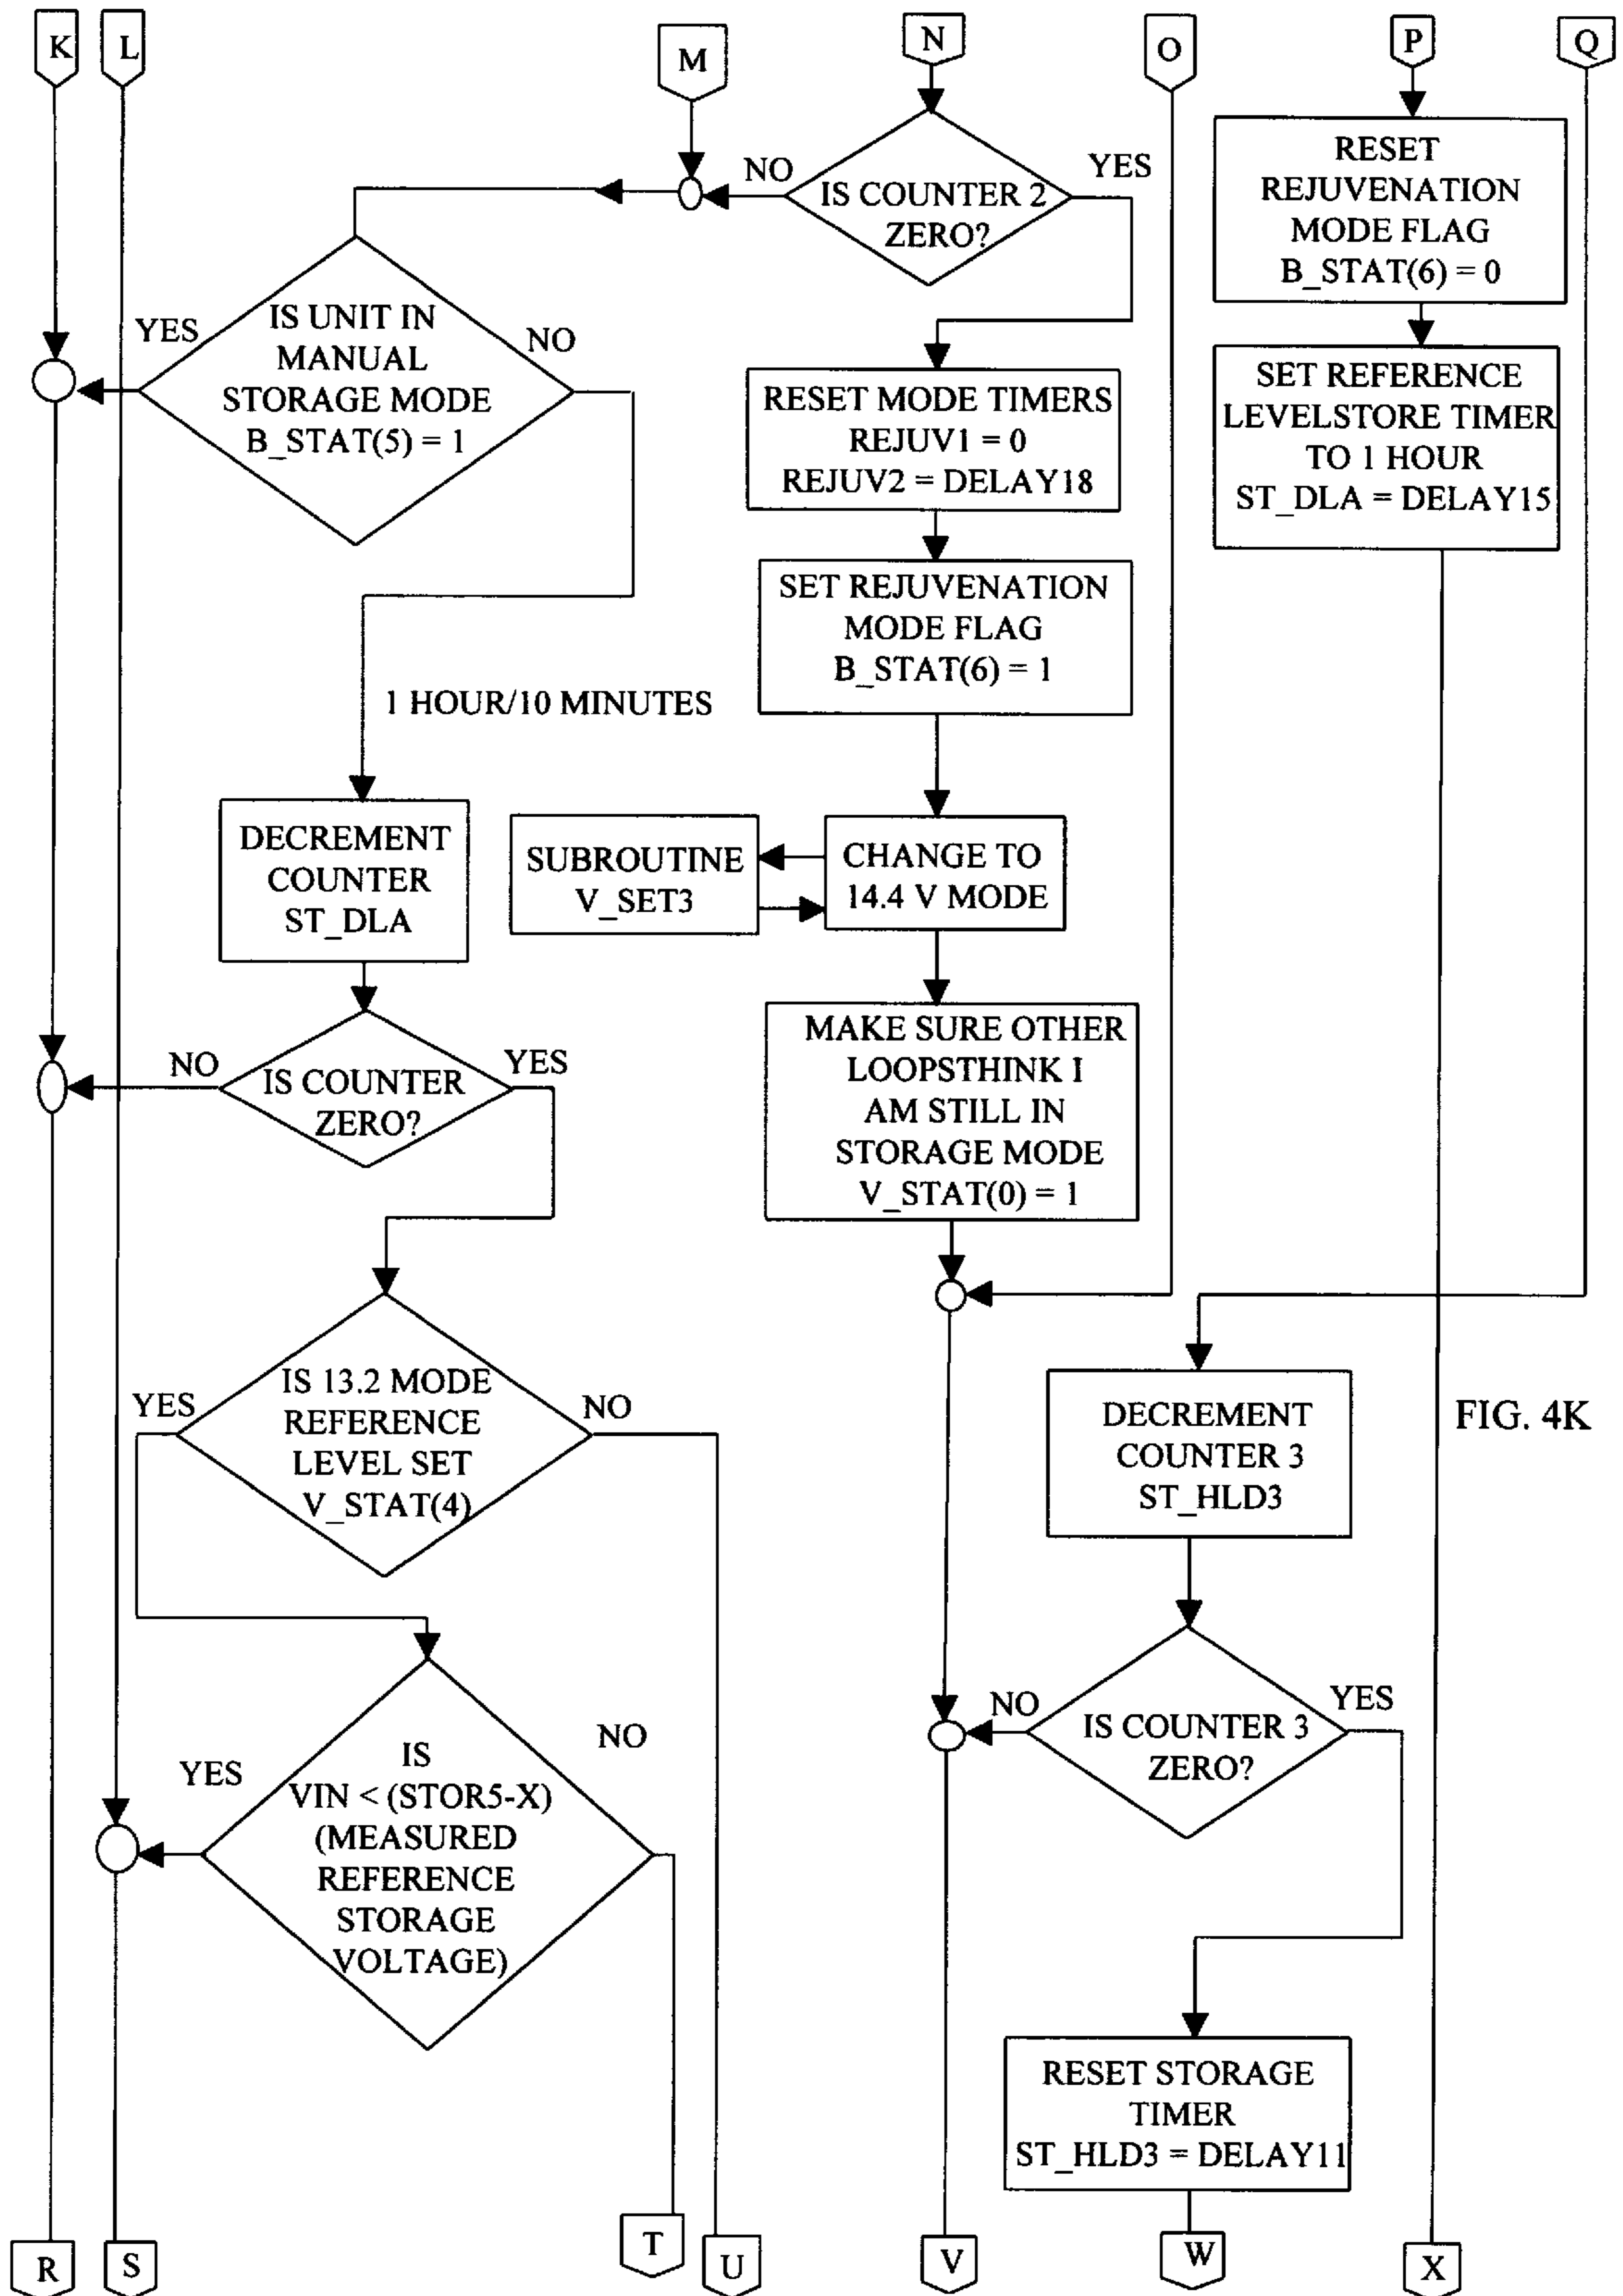 K
L
M
N
O
P
Q
NO
IS COUNTER 2
ZERO?
YES
RESET
REJUVENATION
MODE FLAG
B_STAT(6) = 0
YES
IS UNIT IN
MANUAL
STORAGE MODE
B_STAT(5) = 1
NO
RESET MODE TIMERS
REJUV1 = 0
REJUV2 = DELAY18
SET REFERENCE
LEVELSTORE TIMER
TO 1 HOUR
ST_DLA = DELAY15
SET REJUVENATION
MODE FLAG
B_STAT(6) = 1
1 HOUR/10 MINUTES
DECREMENT
COUNTER
ST_DLA
SUBROUTINE
V_SET3
CHANGE TO
14.4 V MODE
NO
IS COUNTER
ZERO?
YES
MAKE SURE OTHER
LOOPSTHINK I
AM STILL IN
STORAGE MODE
V_STAT(0) = 1
YES
IS 13.2 MODE
REFERENCE
LEVEL SET
V_STAT(4)
NO
DECREMENT
COUNTER 3
ST_HLD3
FIG. 4K
YES
IS
VIN < (STOR5-X)
(MEASURED
REFERENCE
STORAGE
VOLTAGE)
NO
NO
IS COUNTER 3
ZERO?
YES
RESET STORAGE
TIMER
ST_HLD3 = DELAY11
R
S
T
U
V
W
X